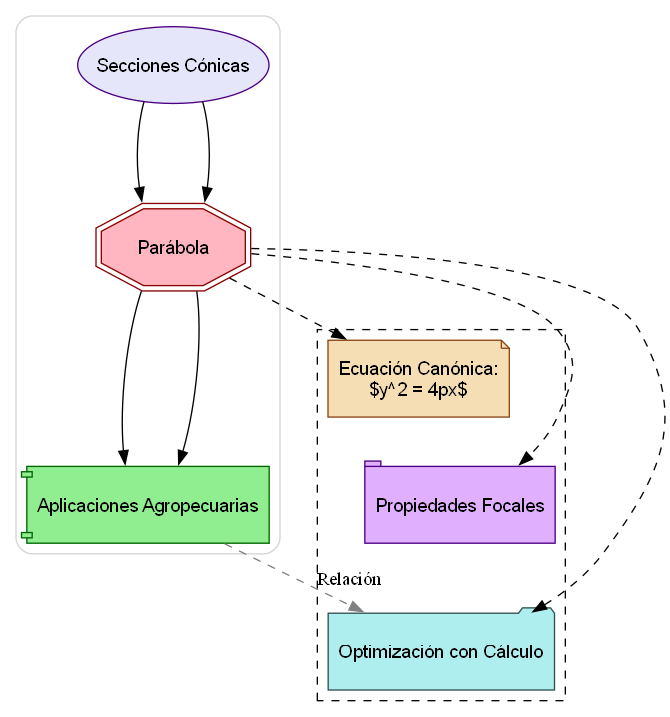 Secciones Cónicas
Parábola
Ecuación Canónica:
$y^2 = 4px$
Aplicaciones Agropecuarias
Propiedades Focales
Relación
Optimización con Cálculo